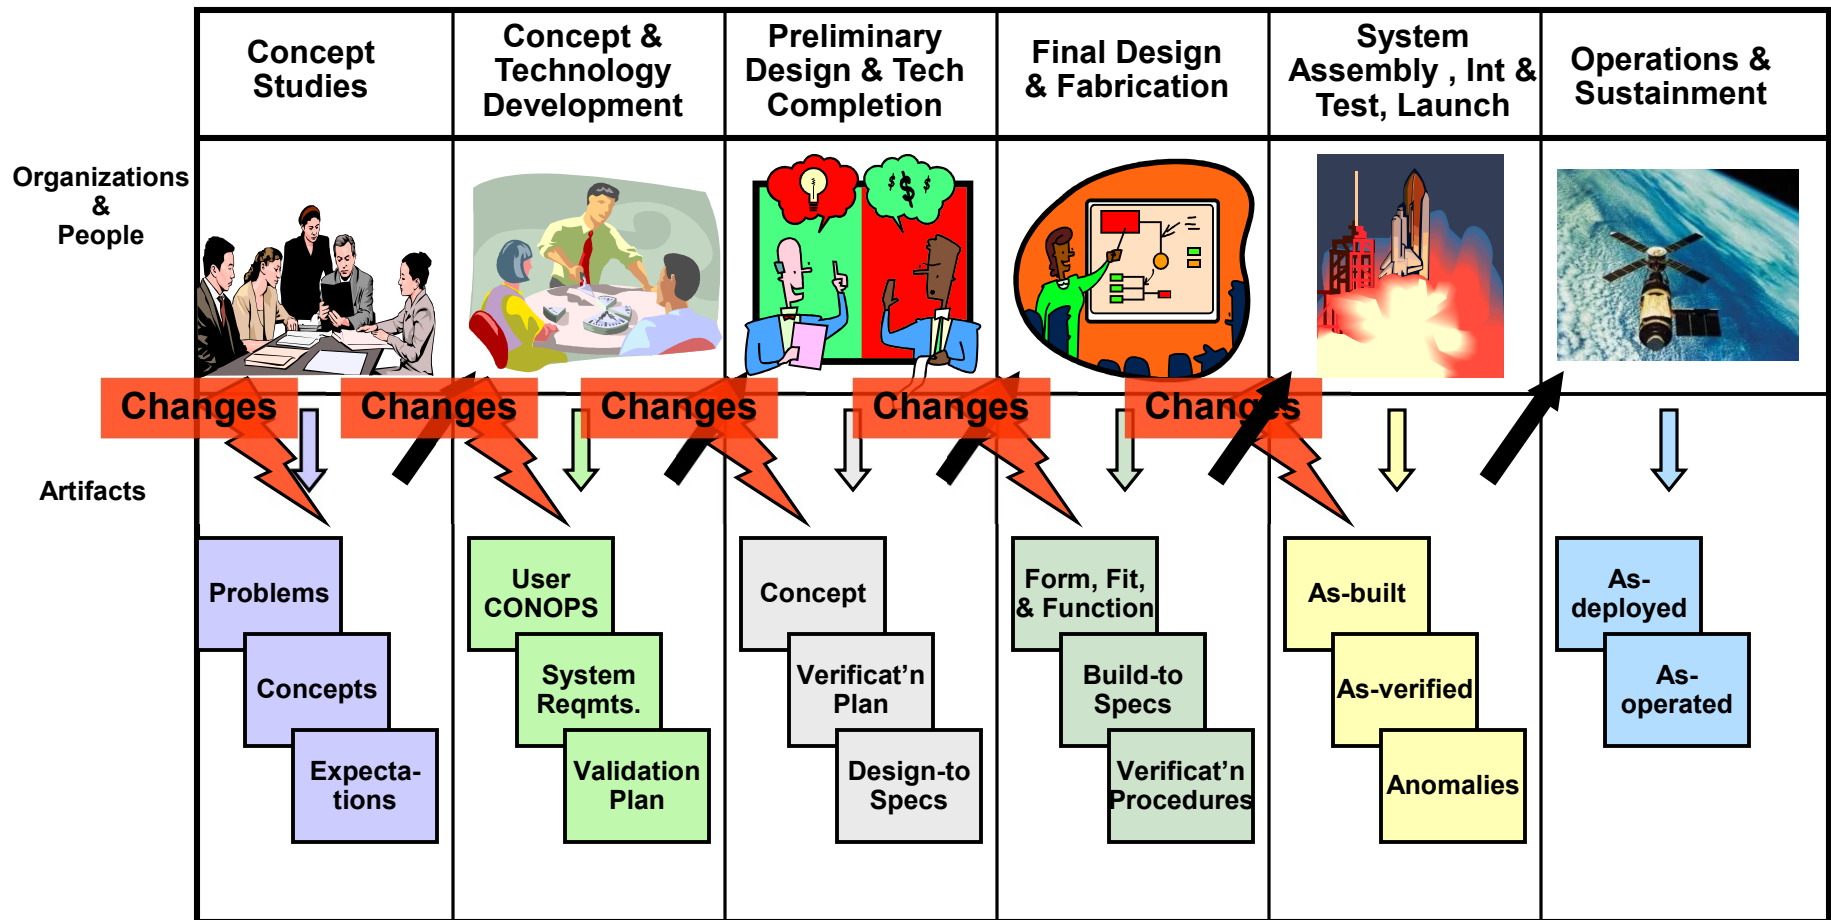 Concept
Studies
Concept &
Technology
Development
Preliminary
Design & Tech
Completion
Final Design
& Fabrication
System
Assembly , Int &
Test, Launch
Operations &
Sustainment
Organizations
&
People
$
$ $ $
Changes
Changes
Changes
Changes
Changes
Artifacts
Problems
Concepts
Expecta-
tions
User
CONOPS
System
Reqmts.
Validation
Plan
Concept
Verificat’n
Plan
Design-to
Specs
Form, Fit,
& Function
Build-to
Specs
Verificat’n
Procedures
As-built
As-verified
Anomalies
As-
deployed
As-
operated